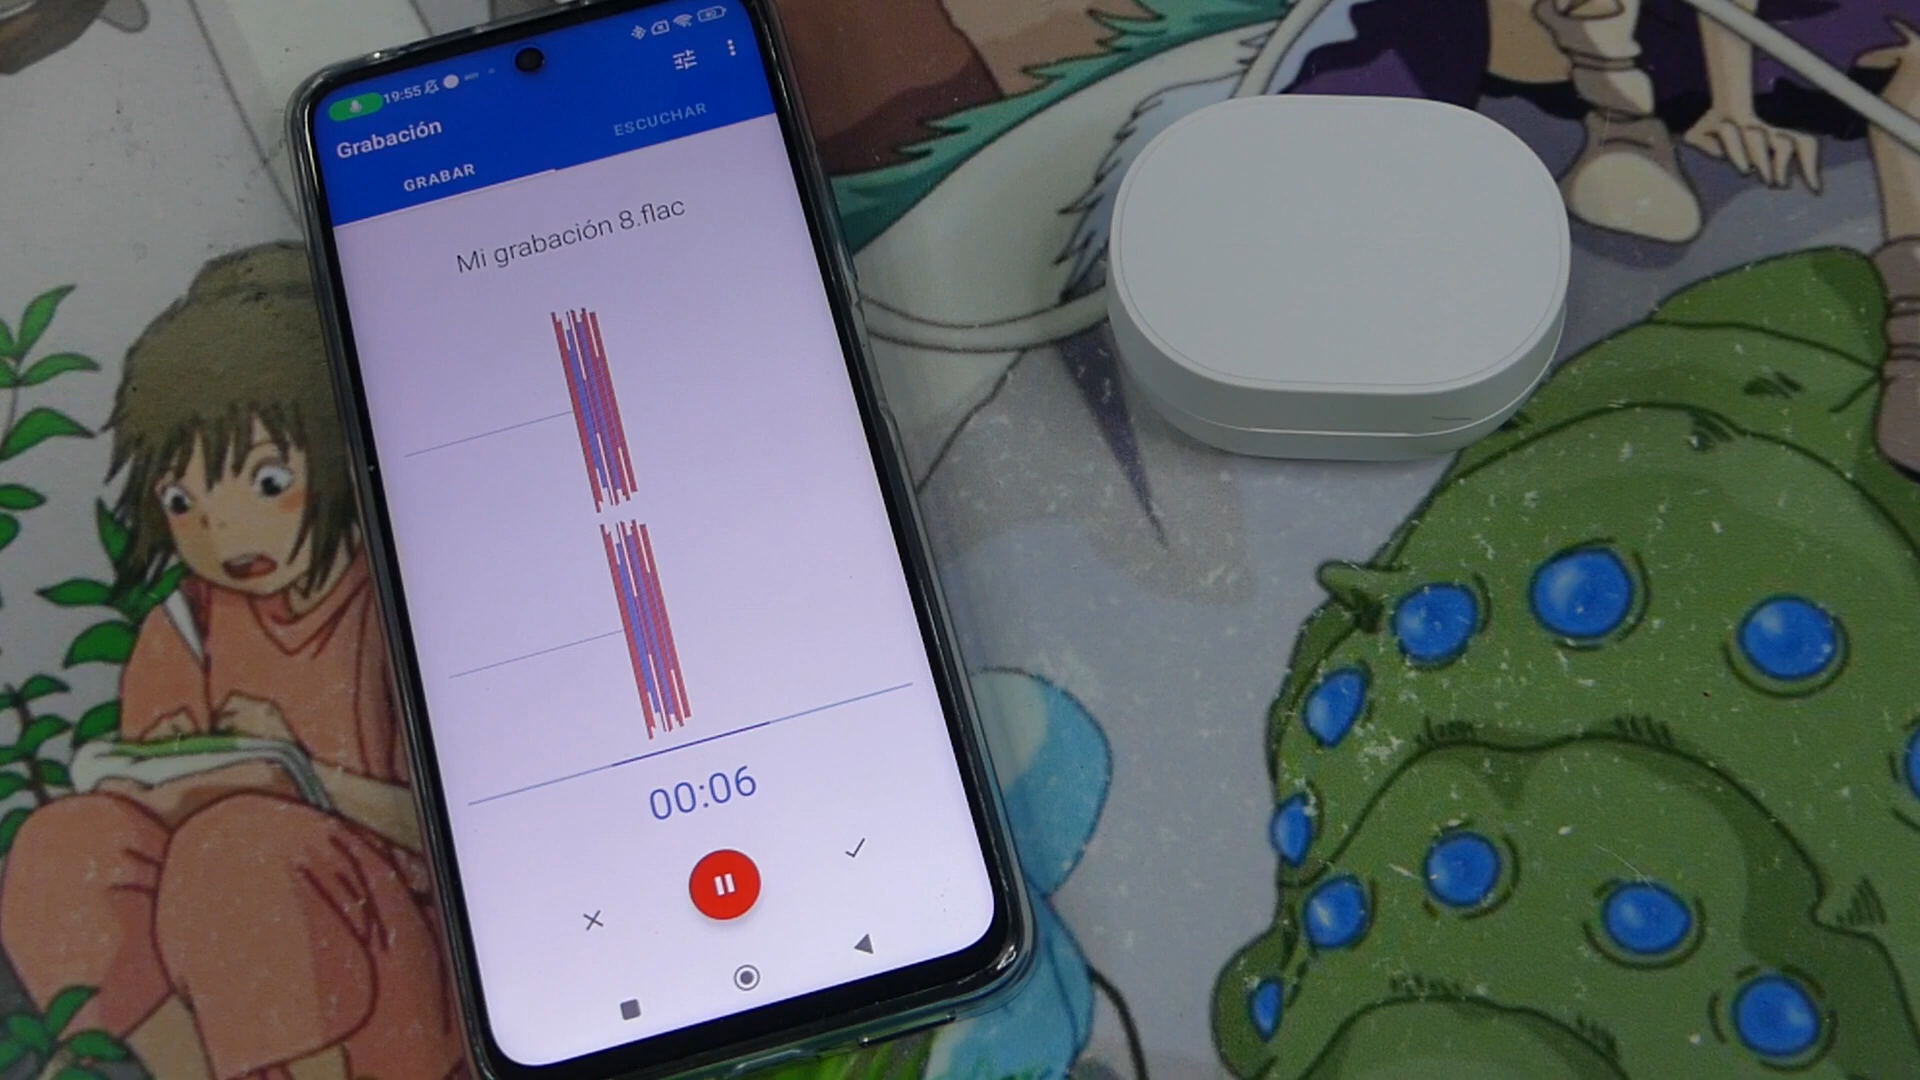 19:55
Grabación
GRABAR
ESCUCHAR
Mi grabación 8.flac
00:06